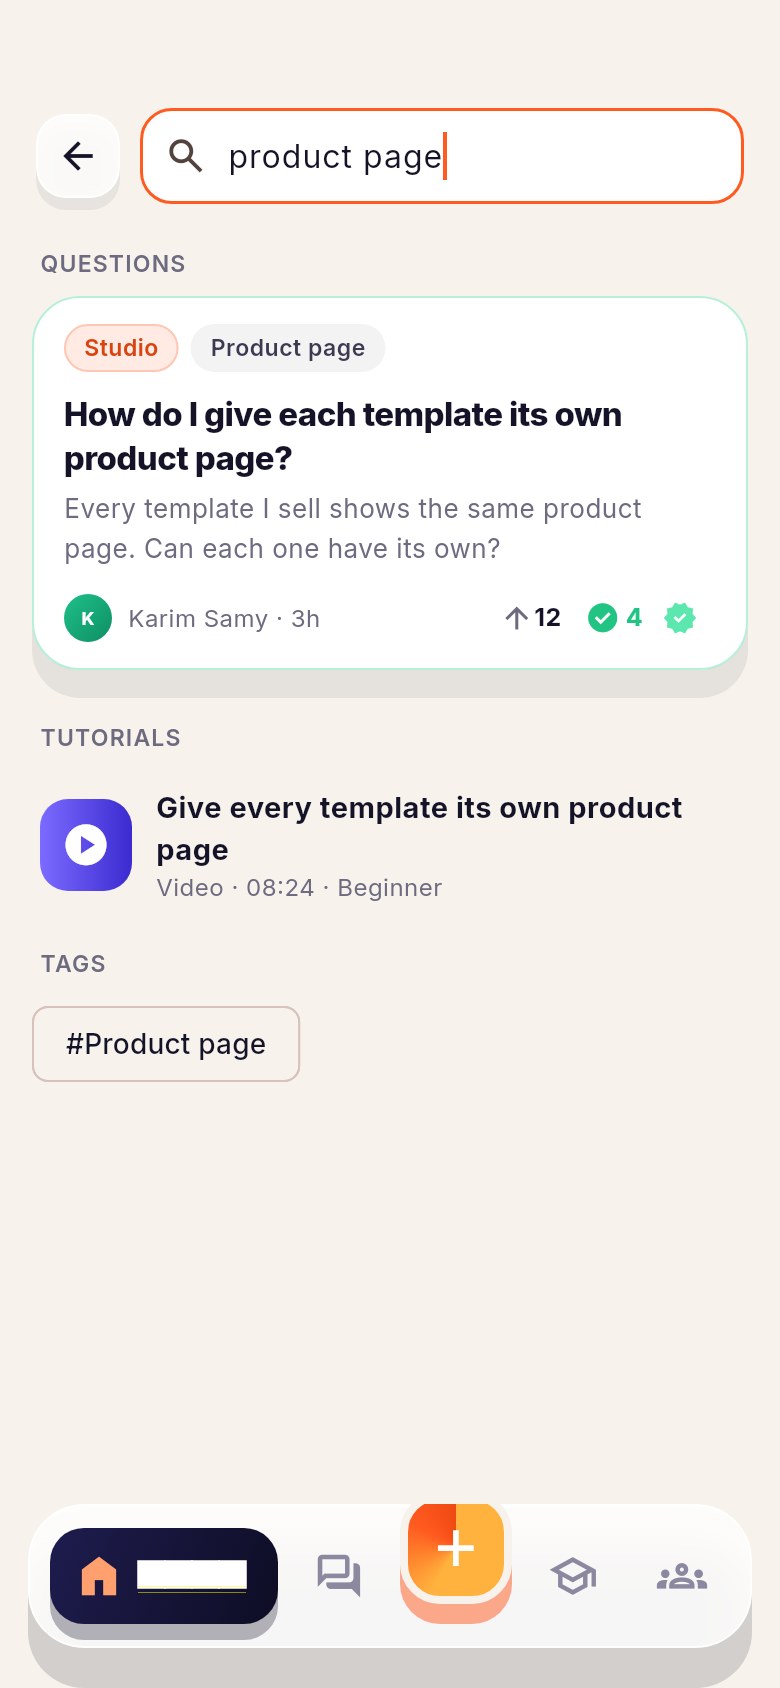 product page
QUESTIONS
Studio
Product page
How do I give each template its own
product page?
Every template I sell shows the same product
page. Can each one have its own?
K
Karim Samy · 3h
12
4
TUTORIALS
Give every template its own product
page
Video · 08:24 · Beginner
TAGS
#Product page